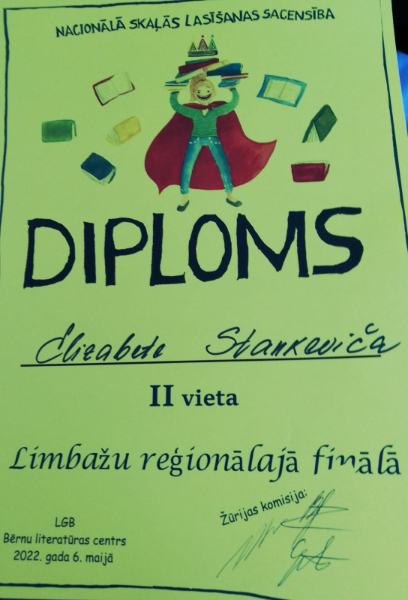 NACIONĀLĀ SKAĻĀS LASĪŠANAS SACENSĪBA
DIPLOMS
Elizabete Stankeviča
II vieta
Limbažu reģionālajā finālā
Žūrijas komisija:
LGB
Bērnu literatūras centrs
2022. gada 6. maijā